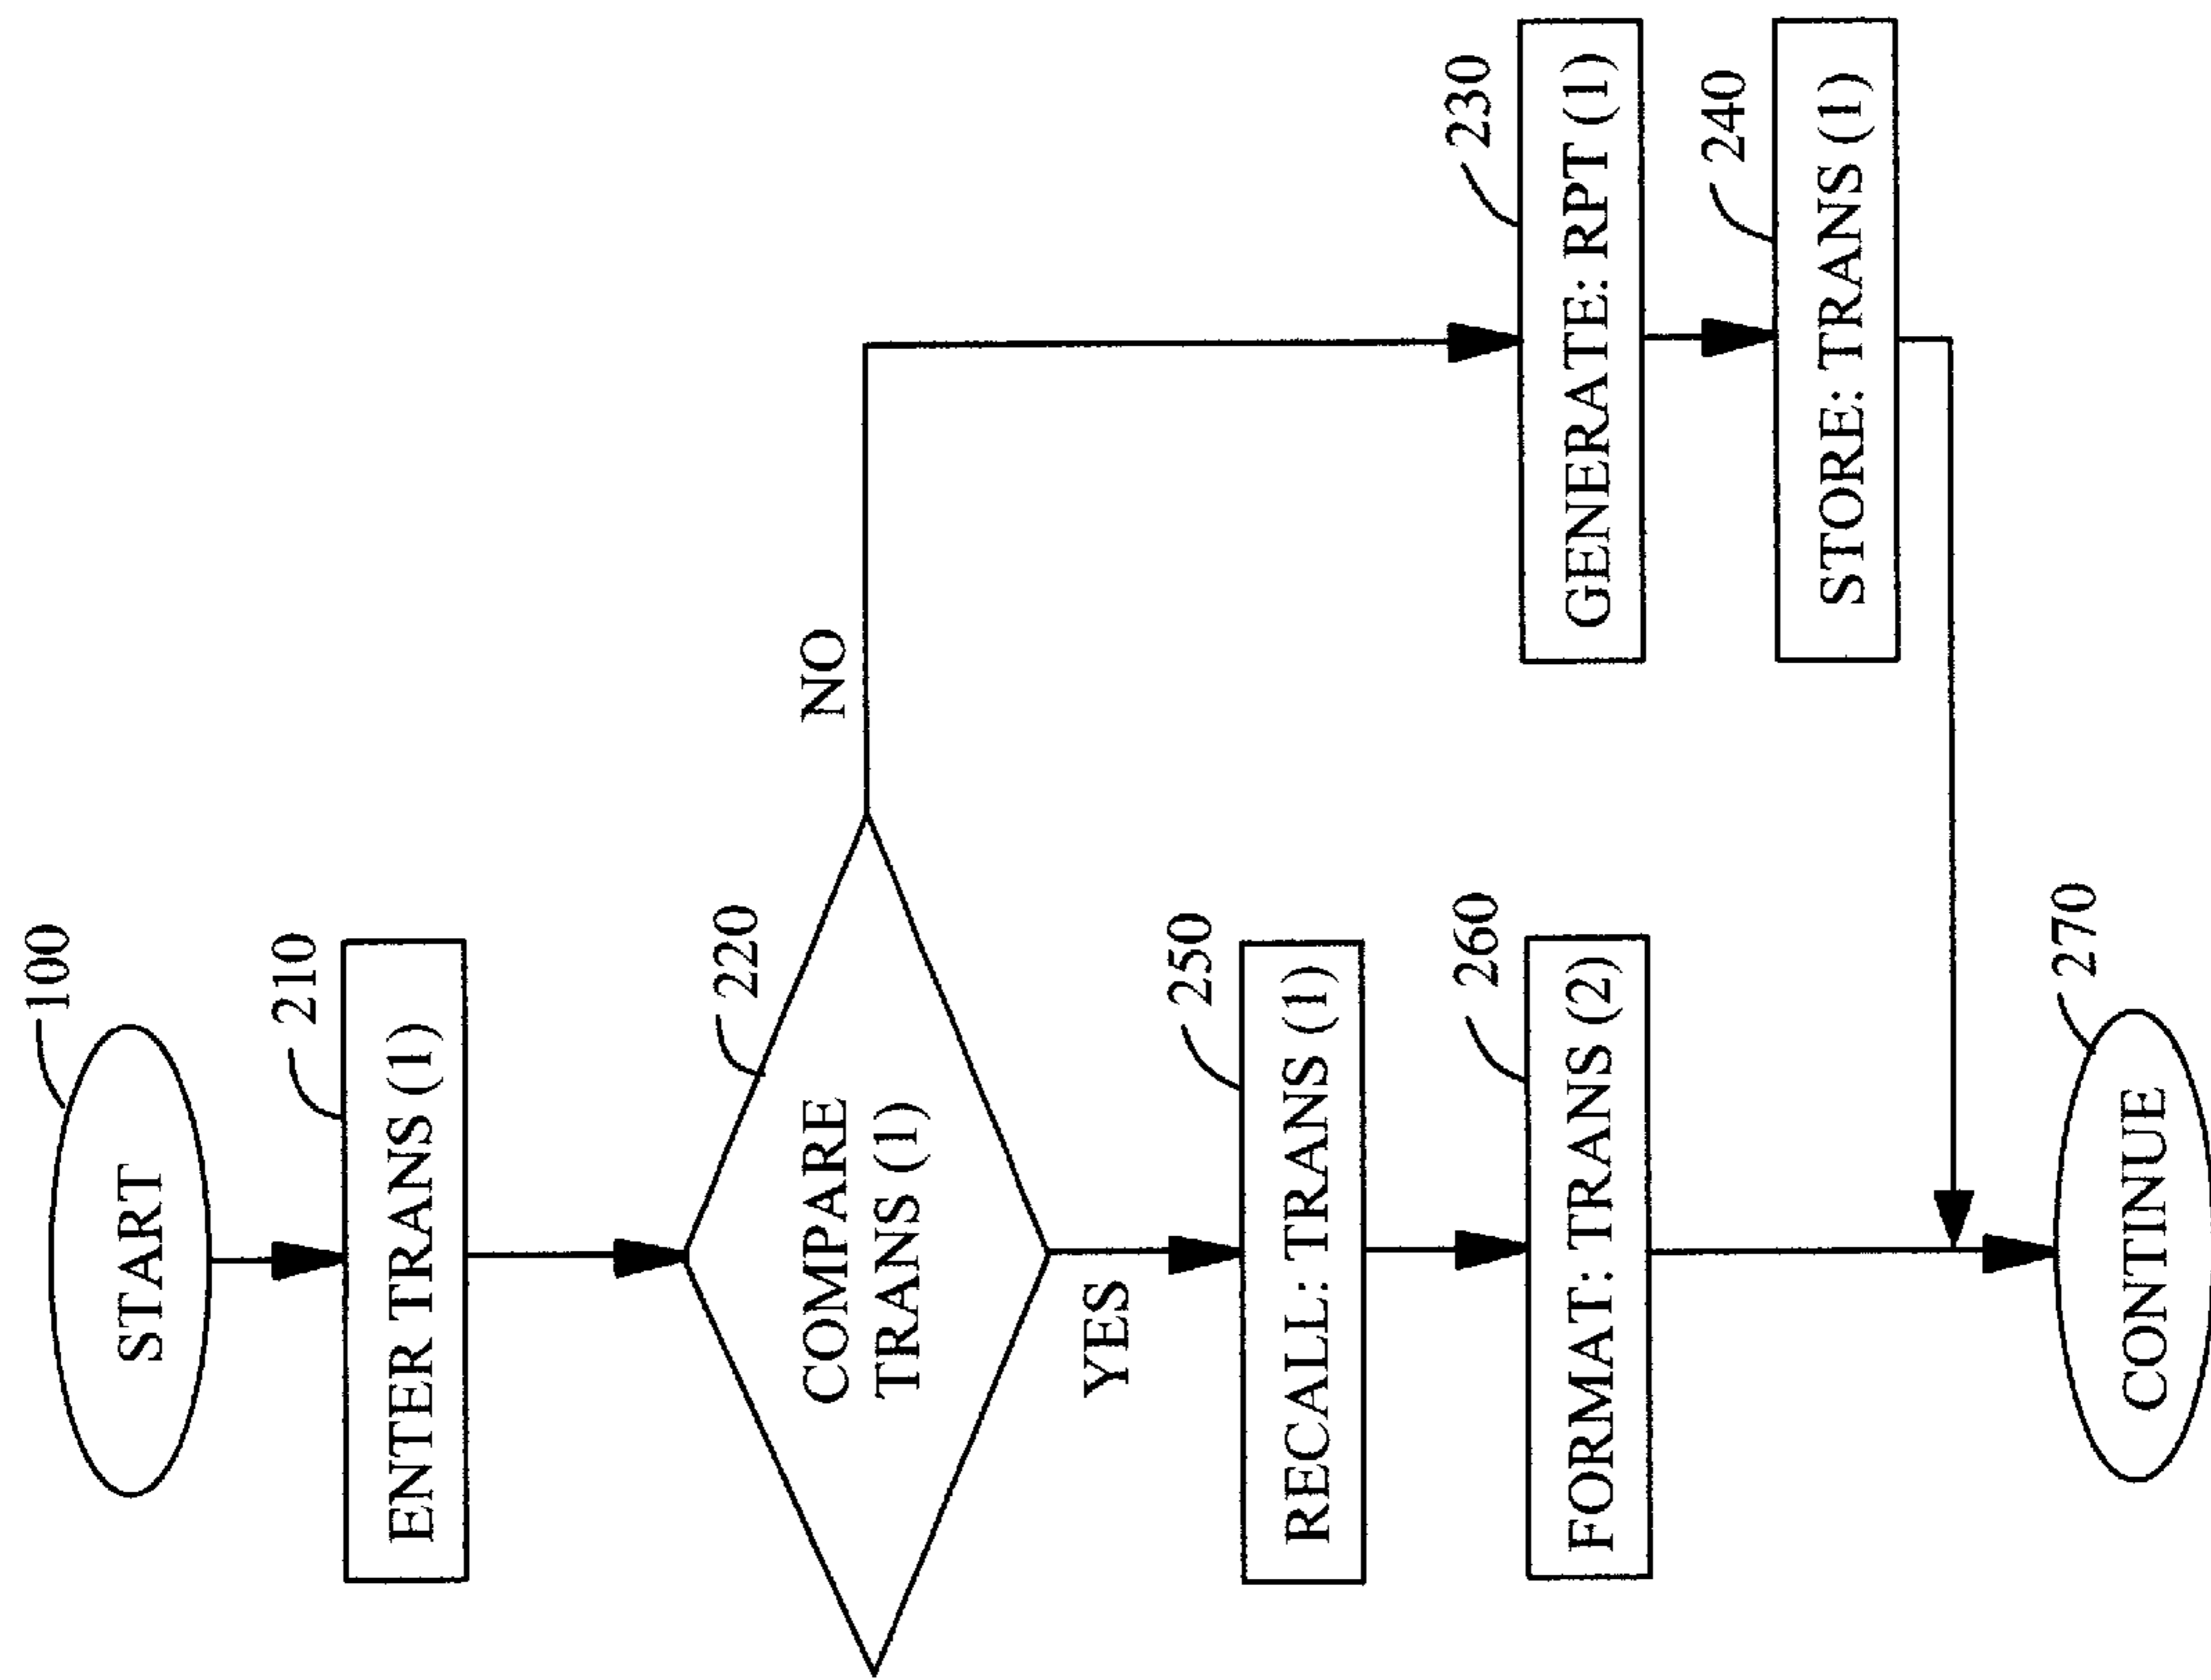 START
100
ENTER TRANS (1)
210
COMPARE
TRANS (1)
220
NO
YES
RECALL: TRANS (1)
250
FORMAT: TRANS (2)
260
GENERATE: RPT (1)
230
STORE: TRANS (1)
240
CONTINUE
270